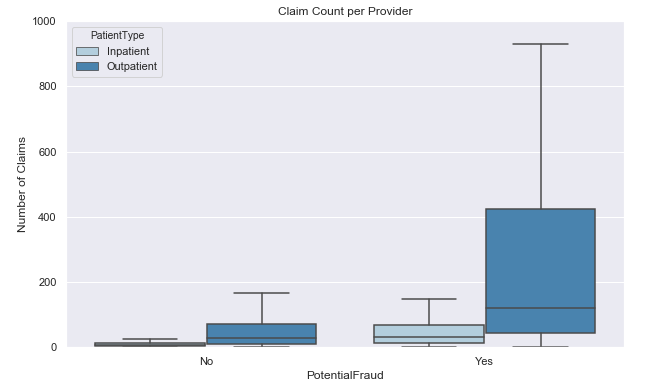 Claim Count per Provider
1000
800
600
400
200
0
Number of Claims
PatientType
Inpatient
Outpatient
No
Yes
PotentialFraud